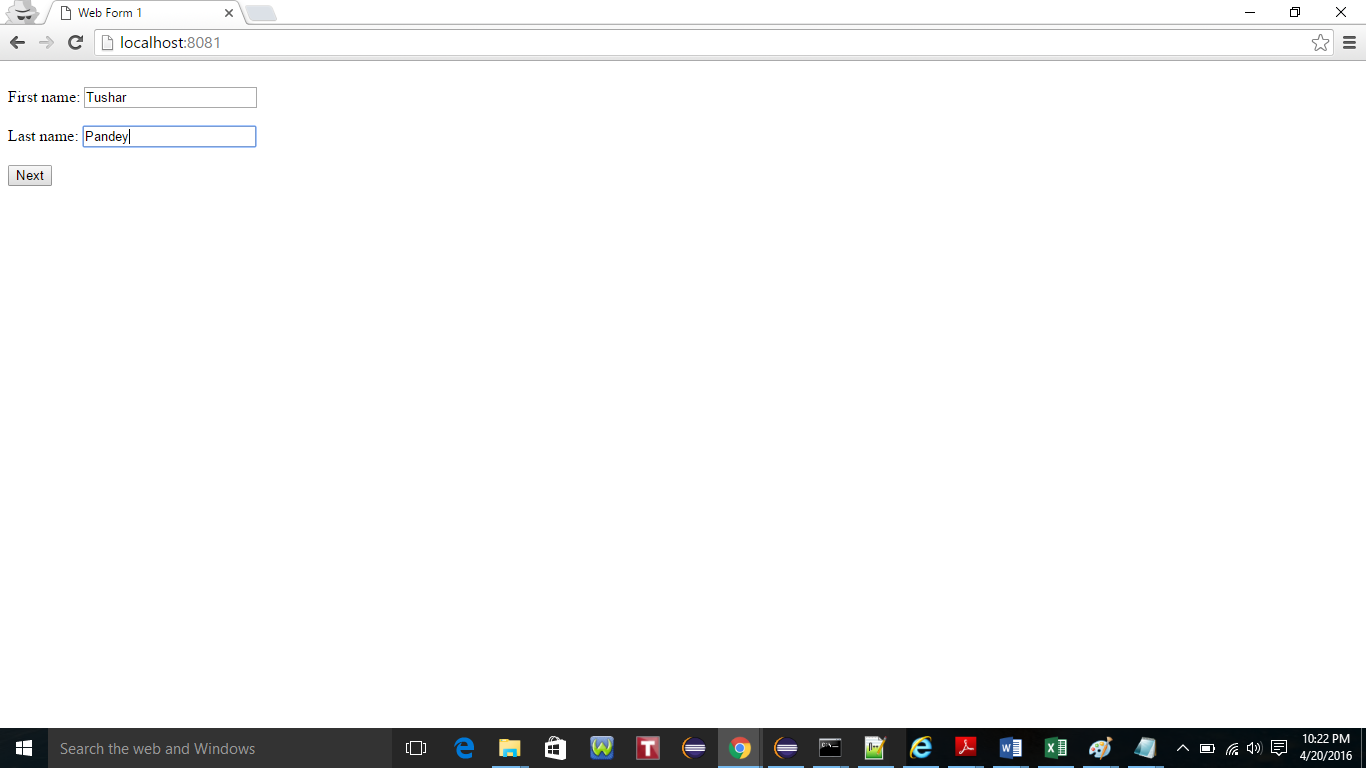 Web Form 1
localhost:8081
First name: Tushar
Last name: Pandey
Next
Search the web and Windows
10:22 PM
4/20/2016